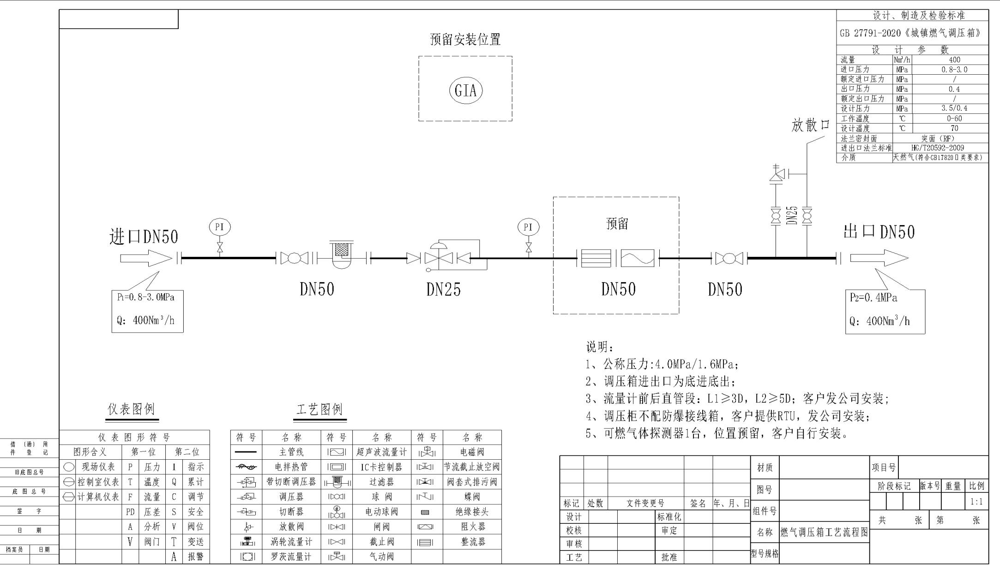 预留安装位置
GIA
设计、制造及检验标准
GB 27791-2020《城镇燃气调压箱》
设 计 参 数
流量 Nm³/h 400
进口压力 MPa 0.8-3.0
额定进口压力 MPa /
出口压力 MPa 0.4
额定出口压力 MPa /
设计压力 MPa 3.5/0.4
工作温度 ℃ 0-60
设计温度 ℃ 70
法兰密封面 突面（RF）
进出口法兰标准 HG/T20592-2009
介质 天然气(符合GB17820▯类要求)
放散口
DN25
进口DN50
PI
PI
预留
出口DN50
DN50
DN25
DN50
DN50
P1=0.8-3.0MPa
Q: 400Nm³/h
P2=0.4MPa
Q: 400Nm³/h
说明:
1、公称压力:4.0MPa/1.6MPa;
2、调压箱进出口为底进底出;
3、流量计前后直管段: L1≥3D, L2≥5D; 客户发公司安装;
4、调压柜不配防爆接线箱, 客户提供RTU, 发公司安装;
5、可燃气体探测器1台, 位置预留, 客户自行安装。
仪表图例
仪表图形符号
图形含义 第一位 第二位
现场仪表 P 压力 I 指示
控制室仪表 T 温度 Q 累计
计算机仪表 F 流量 C 调节
PD 压差 S 安全
A 分析 V 阀位
V 阀门 T 变送
A 报警
工艺图例
符号 名称 符号 名称 符号 名称
主管线 超声波流量计 电磁阀
电拌热管 IC卡控制器 节流截止放空阀
带切断调压器 过滤器 阀套式排污阀
调压器 球阀 蝶阀
切断器 M 电动球阀 绝缘接头
放散阀 闸阀 阻火器
涡轮流量计 截止阀 整流器
罗茨流量计 气动阀
借（通）用
件 登 记
旧底图总号
底图总号
签 字
日 期
档案员 日期
标记 处数 文件变更号 签名 年、月、日
设计 标准化
校核 审定
审核
工艺 批准
材质
图号
组件号
名称 燃气调压箱工艺流程图
型号规格
项目号
阶段标记 版本号 重量 比例
1:1
共 张 第 张